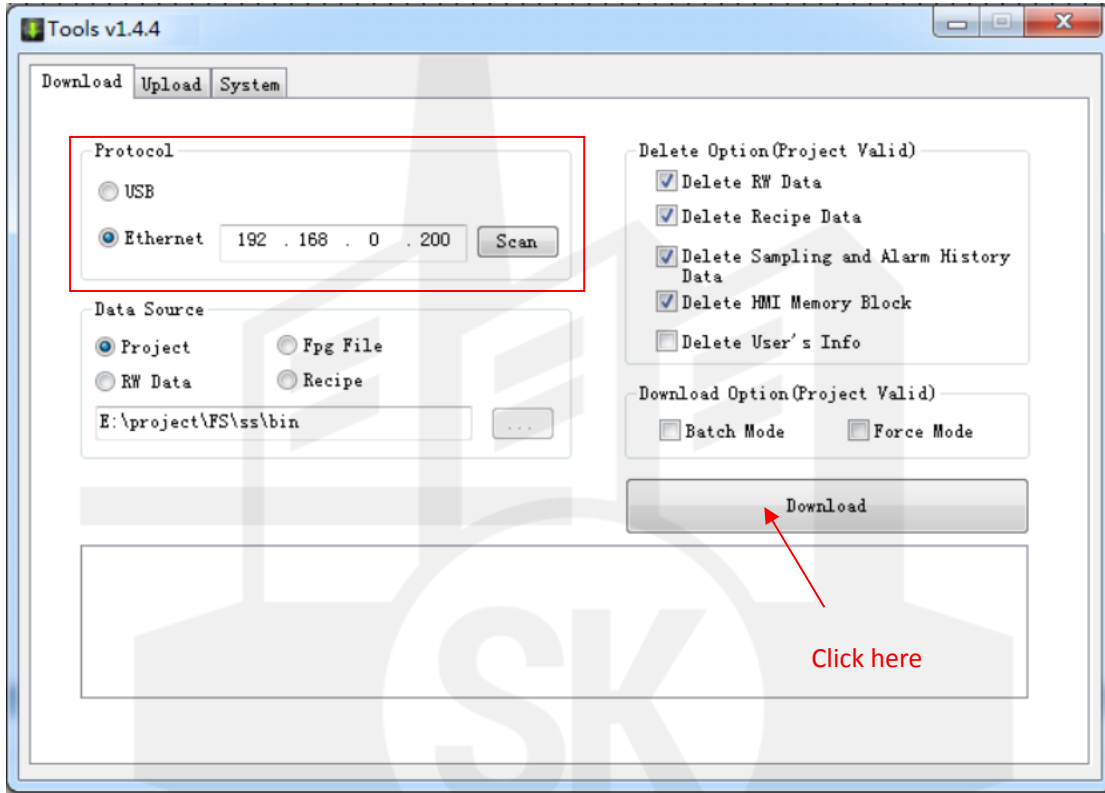 Tools v1.4.4
Download Upload System
Protocol
USB
Ethernet 192 . 168 . 0 . 200 Scan
Data Source
Project Fpg File
RW Data Recipe
E:\project\FS\ss\bin ...
Delete Option(Project Valid)
Delete RW Data
Delete Recipe Data
Delete Sampling and Alarm History
Data
Delete HMI Memory Block
Delete User's Info
Download Option(Project Valid)
Batch Mode Force Mode
Download
Click here
SK